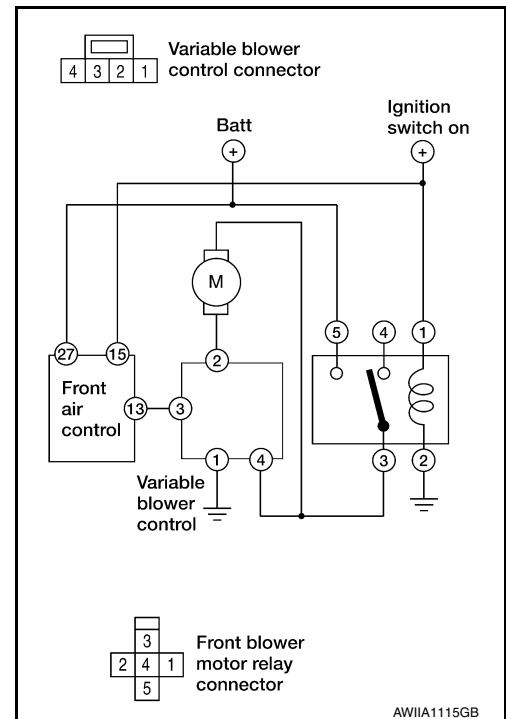 Variable blower
control connector
4 3 2 1
Ignition
switch on
Batt
+
+
M
5 4 1
2
27 15
Front
air
control
13
3
1 4
3 2
Variable
blower
control
3
2 4 1
5
Front blower
motor relay
connector
AWIIA1115GB